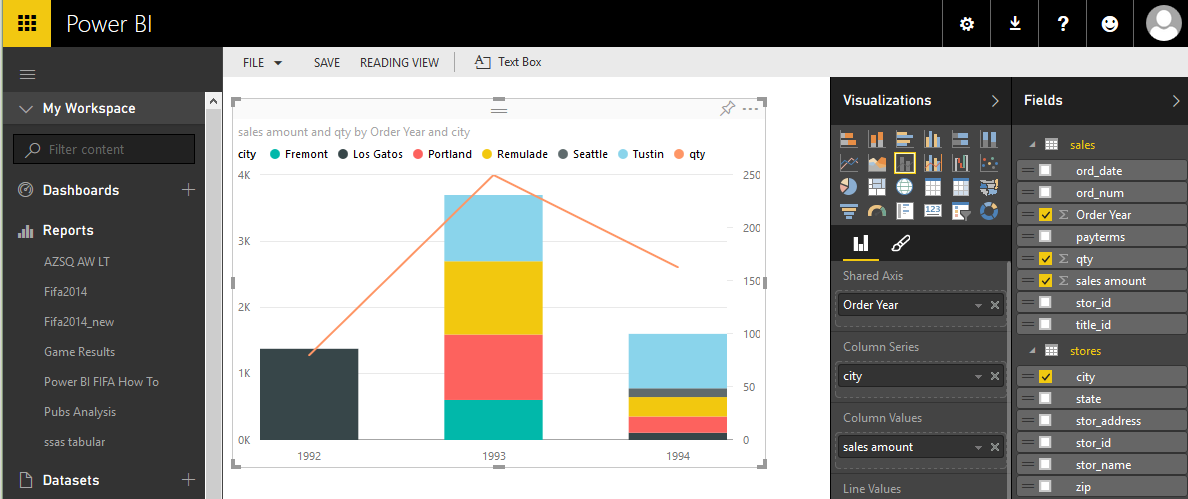 Power BI
?
FILE SAVE READING VIEW Text Box
My Workspace
Filter content
Dashboards
Reports
AZSQ AW LT
Fifa2014
Fifa2014_new
Game Results
Power BI FIFA How To
Pubs Analysis
ssas tabular
Datasets
sales amount and qty by Order Year and city
city Fremont Los Gatos Portland Remulade Seattle Tustin qty
4K 250
200
3K
150
2K
100
1K
50
0K 0
1992 1993 1994
Visualizations
123
R
Shared Axis
Order Year
Column Series
city
Column Values
sales amount
Line Values
Fields
sales
ord_date
ord_num
Σ Order Year
payterms
Σ qty
Σ sales amount
stor_id
title_id
stores
city
state
stor_address
stor_id
stor_name
zip